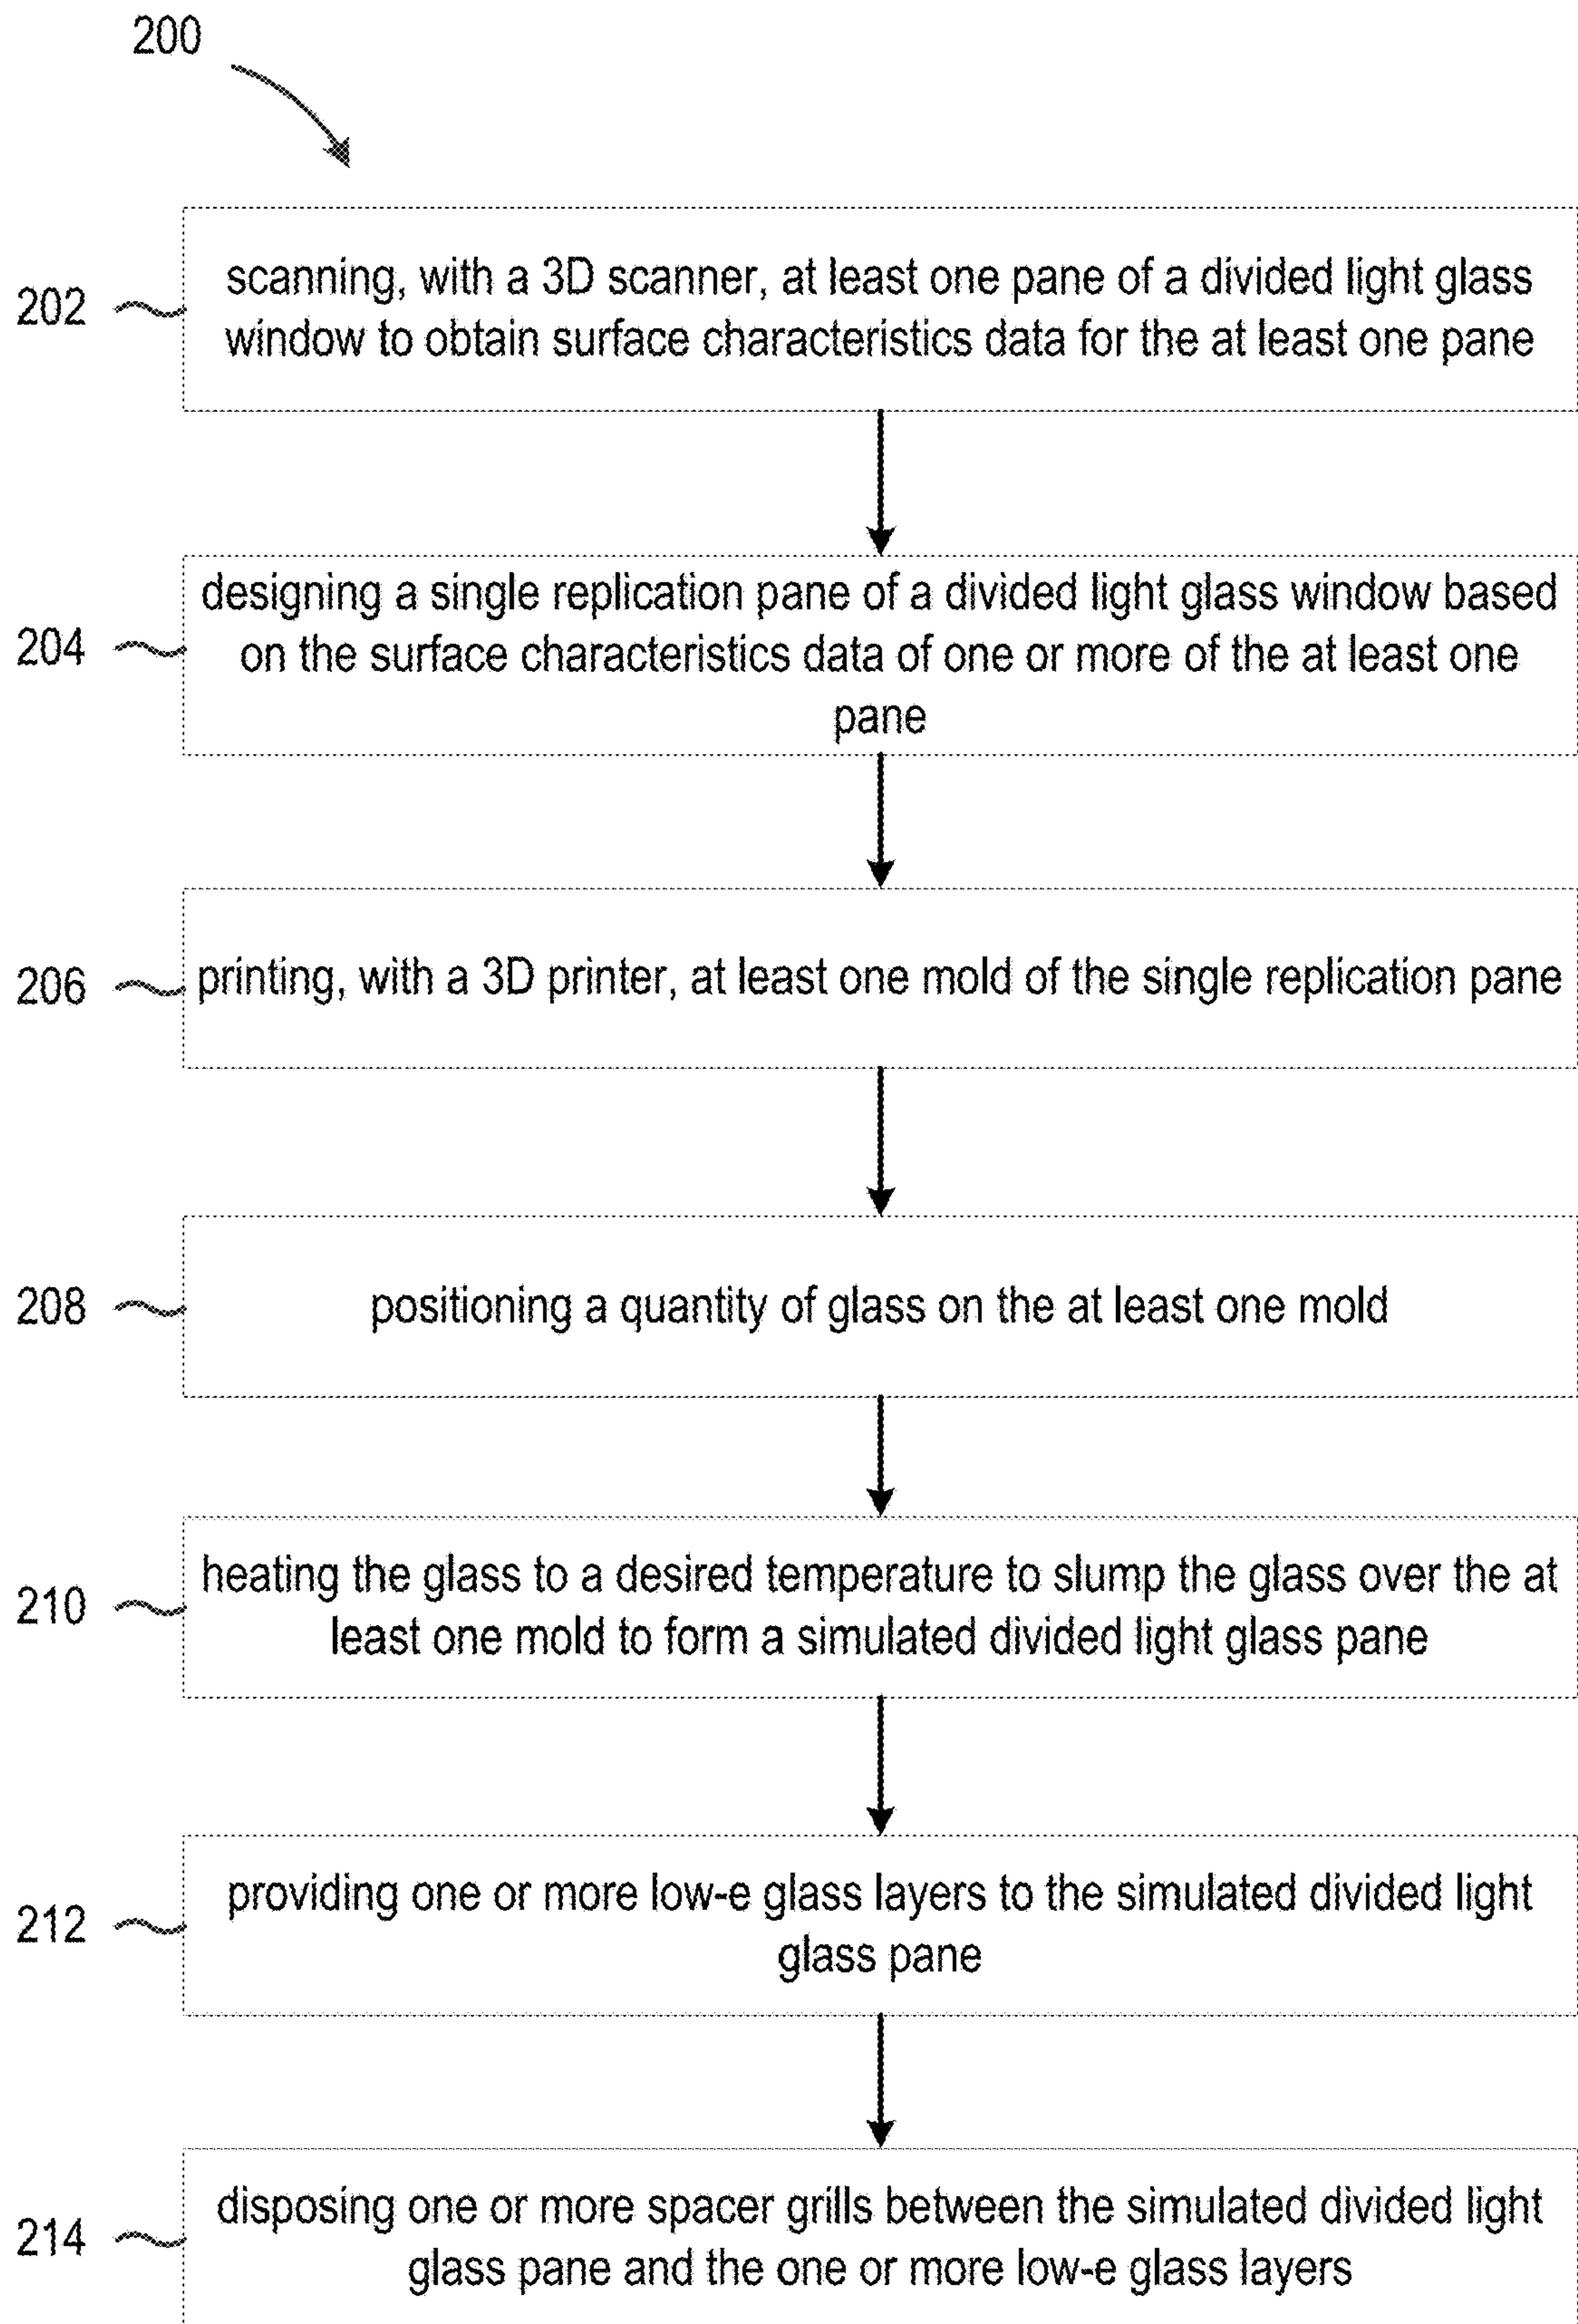 200
202
scanning, with a 3D scanner, at least one pane of a divided light glass
window to obtain surface characteristics data for the at least one pane
204
designing a single replication pane of a divided light glass window based
on the surface characteristics data of one or more of the at least one
pane
206
printing, with a 3D printer, at least one mold of the single replication pane
208
positioning a quantity of glass on the at least one mold
210
heating the glass to a desired temperature to slump the glass over the at
least one mold to form a simulated divided light glass pane
212
providing one or more low-e glass layers to the simulated divided light
glass pane
214
disposing one or more spacer grills between the simulated divided light
glass pane and the one or more low-e glass layers